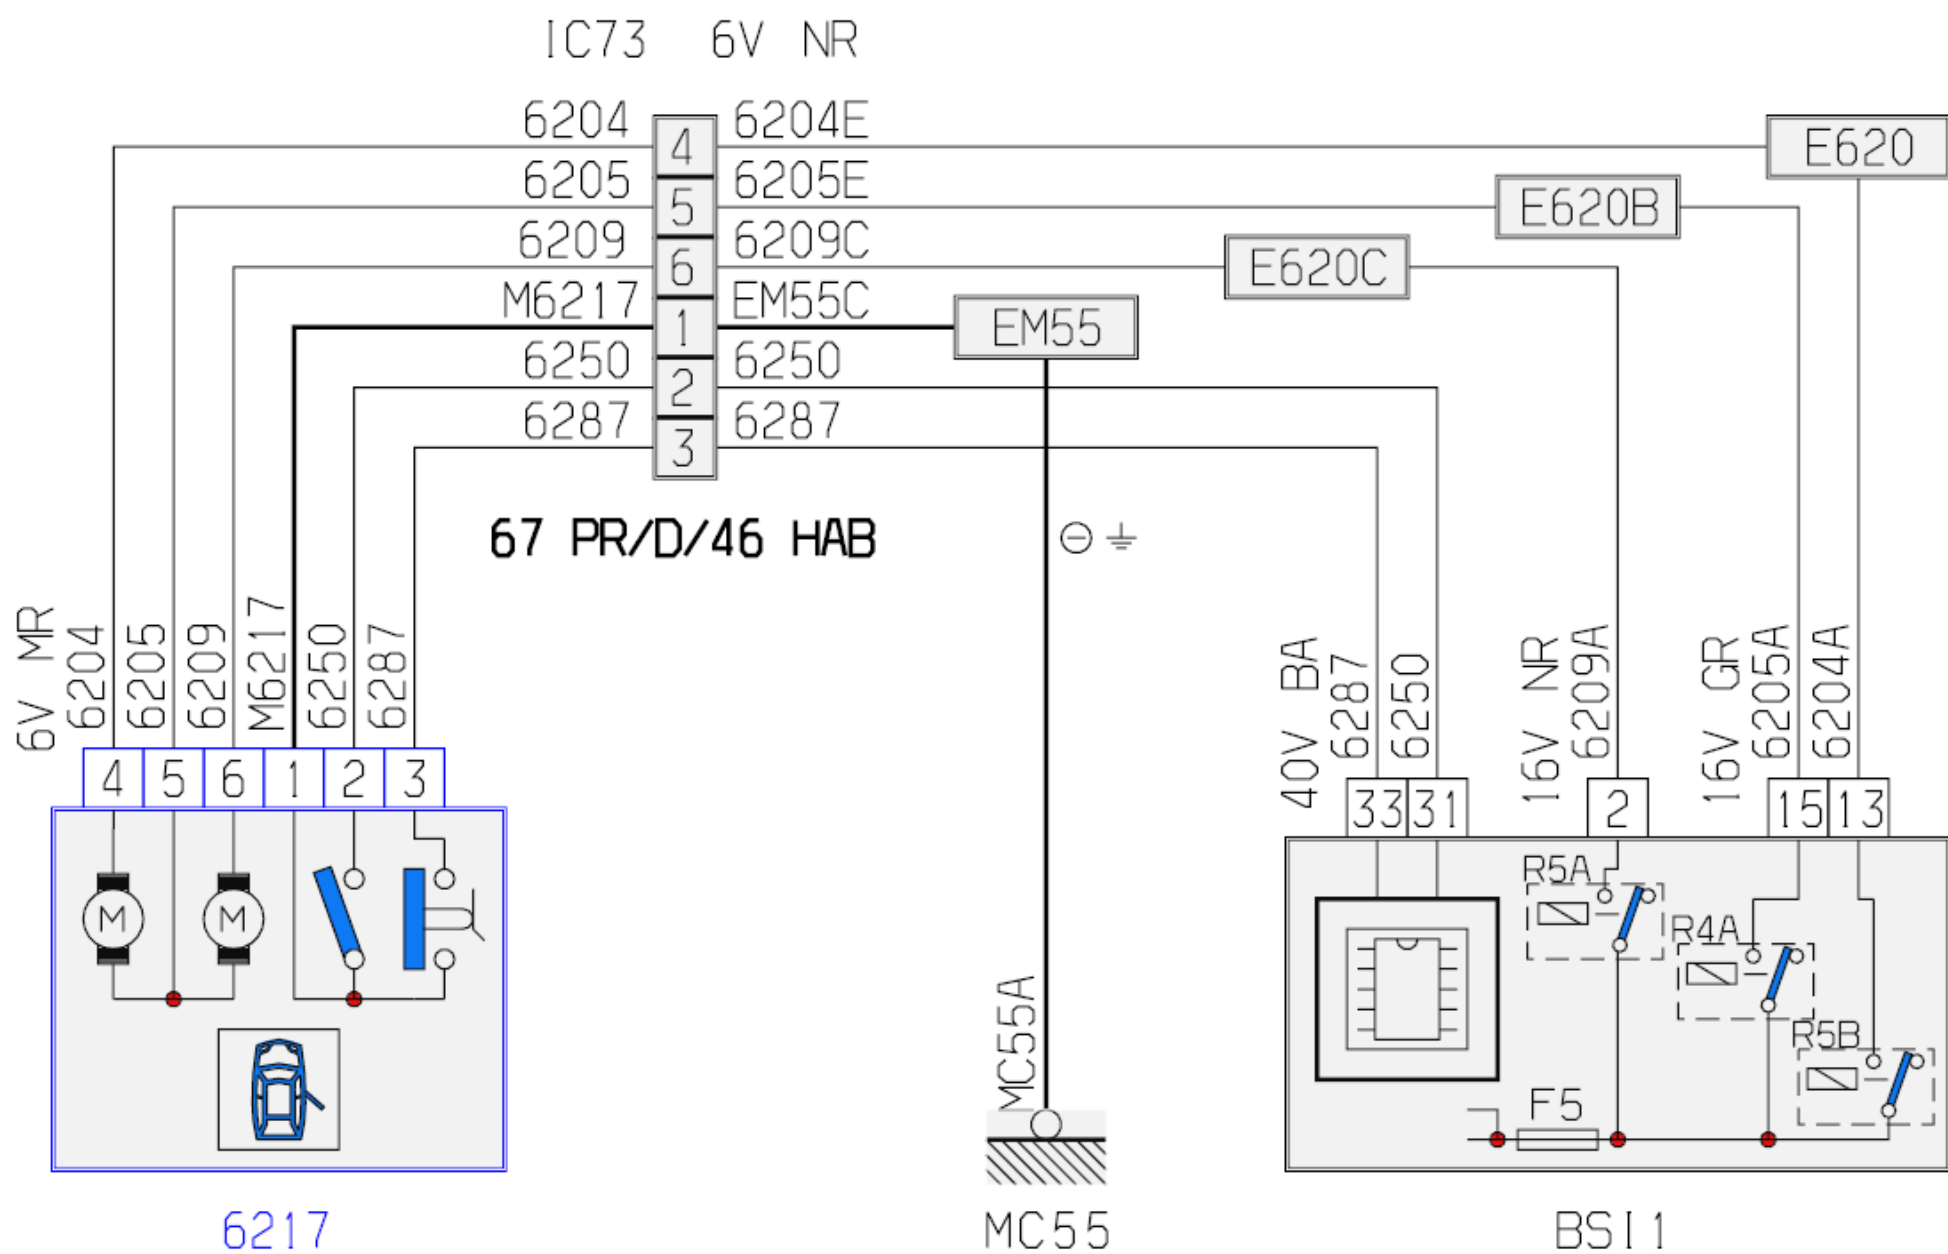 IC73 6V NR
6204 4 6204E E620
6205 5 6205E E620B
6209 6 6209C E620C
M6217 1 EM55C EM55
6250 2 6250
6287 3 6287
67 PR/D/46 HAB
6V MR
6204
6205
6209
M6217
6250
6287
4 5 6 1 2 3
M M
6217
MC55A
MC55
40V BA
6287
6250
16V NR
6209A
16V GR
6205A
6204A
33 31 2 15 13
R5A
R4A
R5B
F5
BSI1